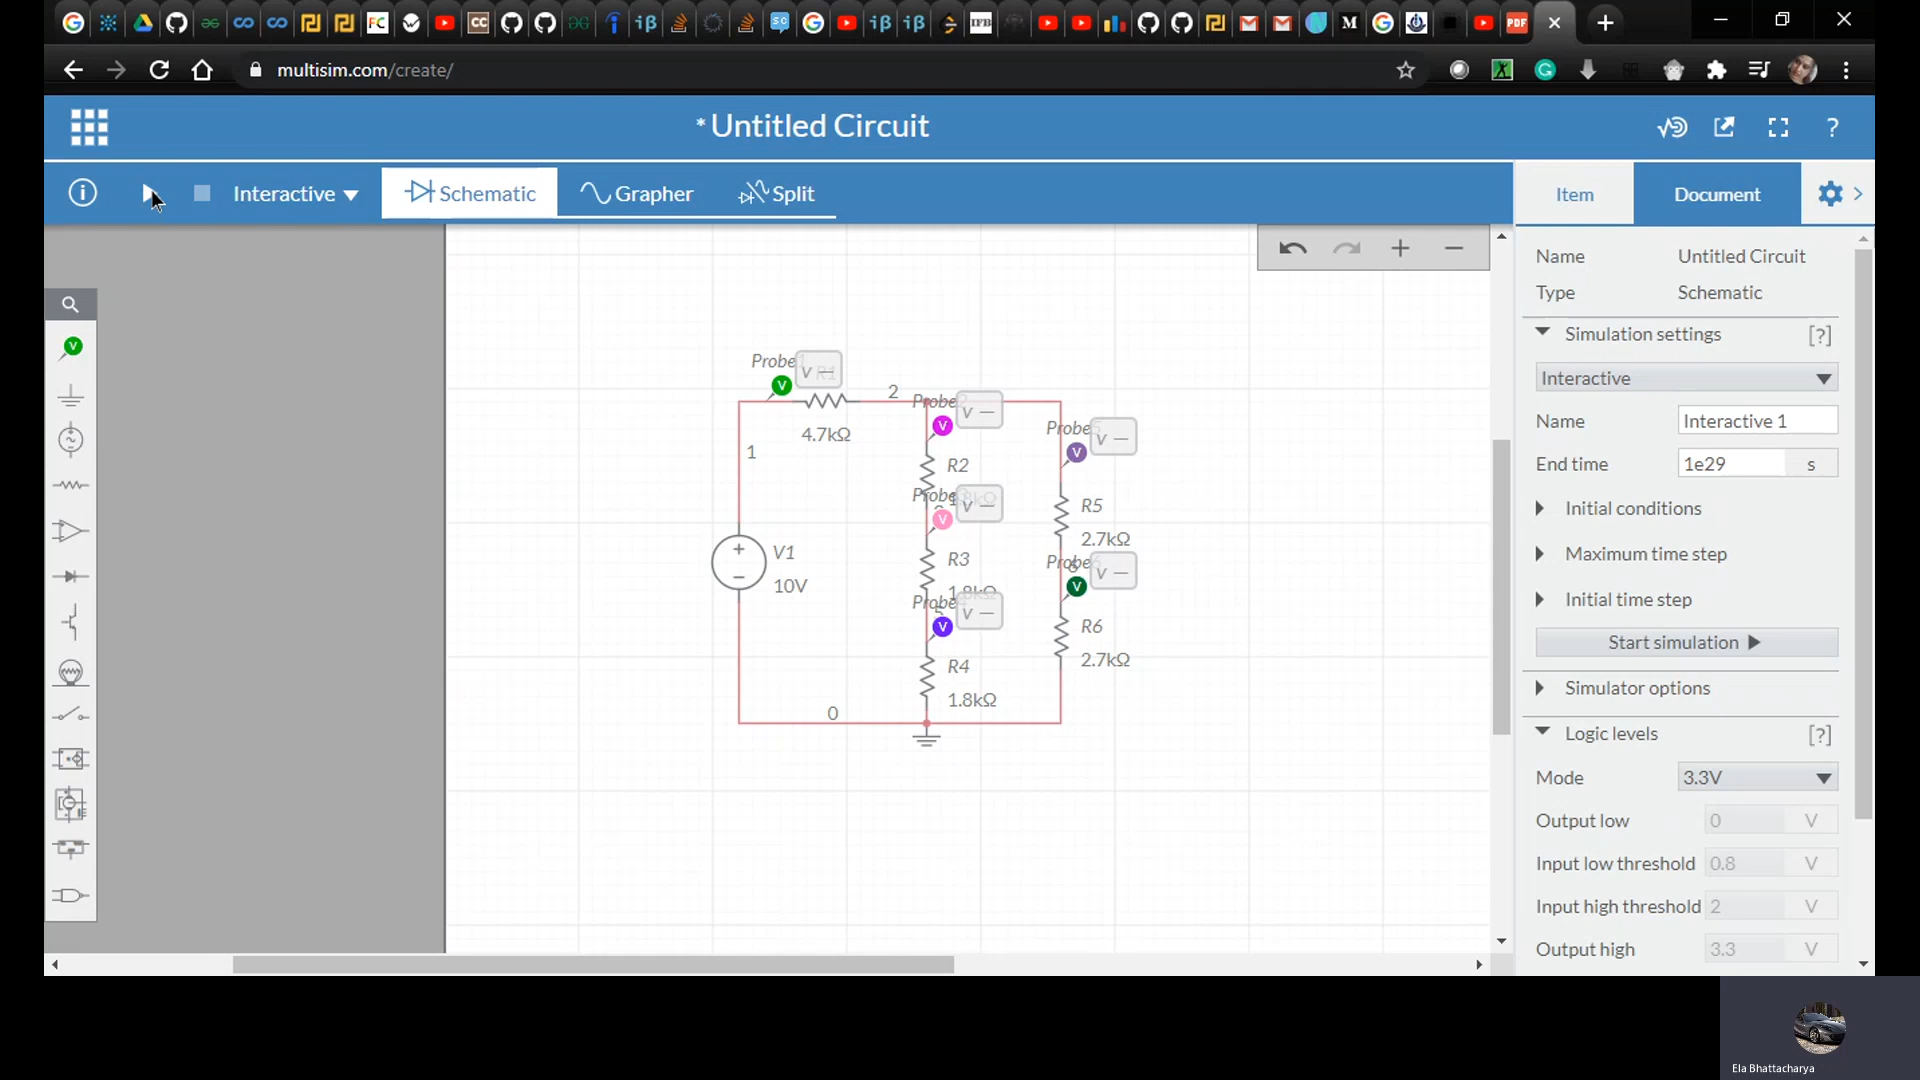 multisim.com/create/
*Untitled Circuit
Interactive
Schematic
Grapher
Split
Item
Document
Name
Untitled Circuit
Type
Schematic
Simulation settings
[?]
Interactive
Name
Interactive 1
End time
1e29
s
Initial conditions
Maximum time step
Initial time step
Start simulation
Simulator options
Logic levels
[?]
Mode
3.3V
Output low
0
V
Input low threshold
0.8
V
Input high threshold
2
V
Output high
3.3
V
Probe1
V
V
R1
4.7kΩ
2
1
V1
10V
0
V
V
R2
V
V
R3
1.8kΩ
V
V
R4
1.8kΩ
V
V
R5
2.7kΩ
V
V
R6
2.7kΩ
Ela Bhattacharya